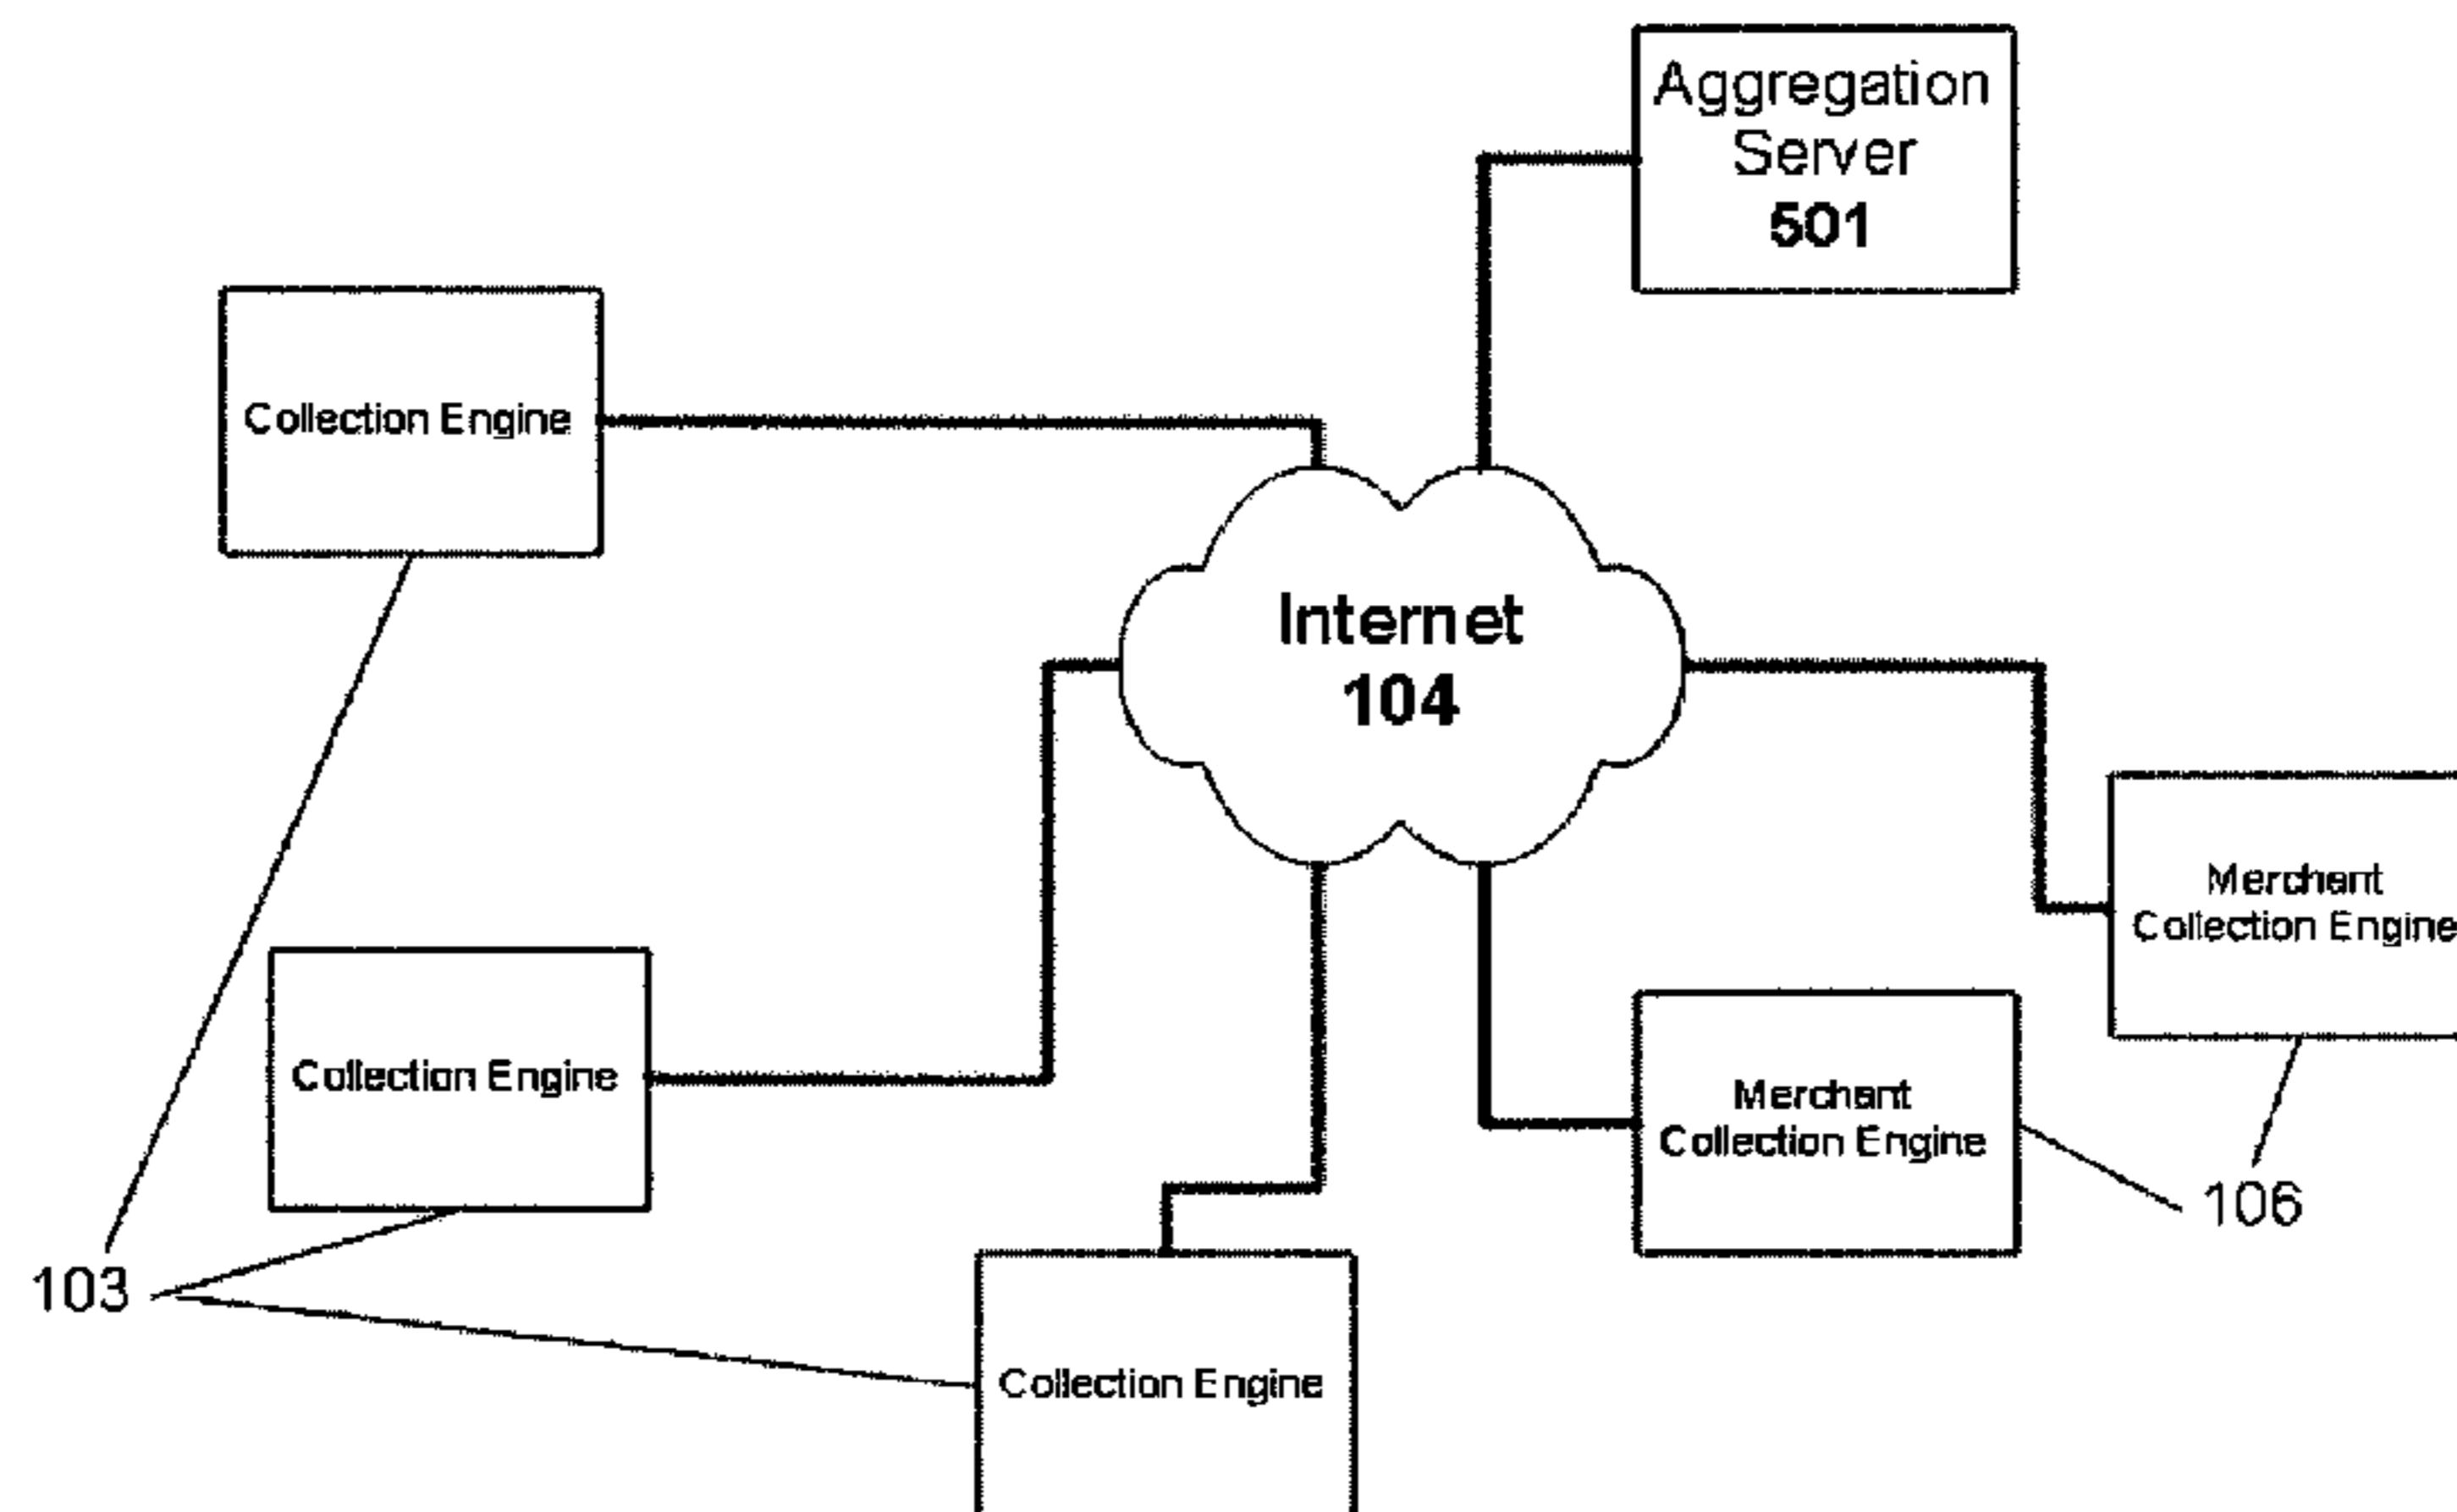 Aggregation
Server
501
Collection Engine
Internet
104
Merchant
Collection Engine
Collection Engine
Merchant
Collection Engine
106
103
Collection Engine